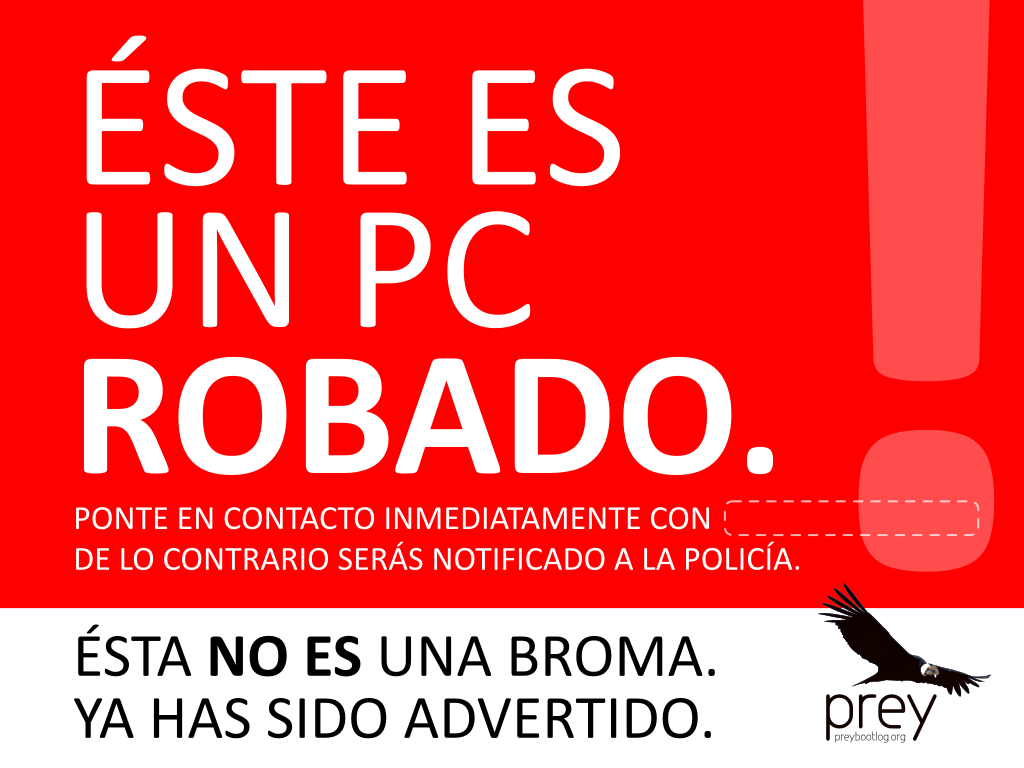 ÉSTE ES
UN PC
ROBADO.
PONTE EN CONTACTO INMEDIATAMENTE CON
DE LO CONTRARIO SERÁS NOTIFICADO A LA POLICÍA.
ÉSTA NO ES UNA BROMA.
YA HAS SIDO ADVERTIDO.
prey
preybootlog.org
!